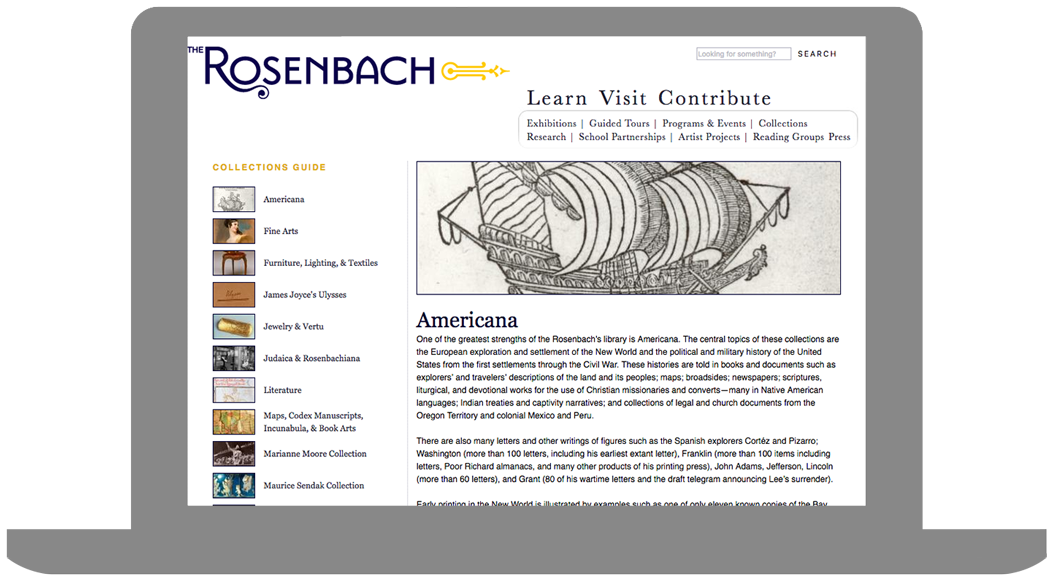 THE ROSENBACH
Looking for something? SEARCH
Learn Visit Contribute
Exhibitions | Guided Tours | Programs & Events | Collections
Research | School Partnerships | Artist Projects | Reading Groups Press
COLLECTIONS GUIDE
Americana
Fine Arts
Furniture, Lighting, & Textiles
James Joyce's Ulysses
Jewelry & Vertu
Judaica & Rosenbachiana
Literature
Maps, Codex Manuscripts,
Incunabula, & Book Arts
Marianne Moore Collection
Maurice Sendak Collection
Americana
One of the greatest strengths of the Rosenbach's library is Americana. The central topics of these collections are
the European exploration and settlement of the New World and the political and military history of the United
States from the first settlements through the Civil War. These histories are told in books and documents such as
explorers' and travelers' descriptions of the land and its peoples; maps; broadsides; newspapers; scriptures,
liturgical, and devotional works for the use of Christian missionaries and converts—many in Native American
languages; Indian treaties and captivity narratives; and collections of legal and church documents from the
Oregon Territory and colonial Mexico and Peru.
There are also many letters and other writings of figures such as the Spanish explorers Cortéz and Pizarro;
Washington (more than 100 letters, including his earliest extant letter), Franklin (more than 100 items including
letters, Poor Richard almanacs, and many other products of his printing press), John Adams, Jefferson, Lincoln
(more than 60 letters), and Grant (80 of his wartime letters and the draft telegram announcing Lee's surrender).
Early printing in the New World is illustrated by examples such as one of only eleven known copies of the Bay